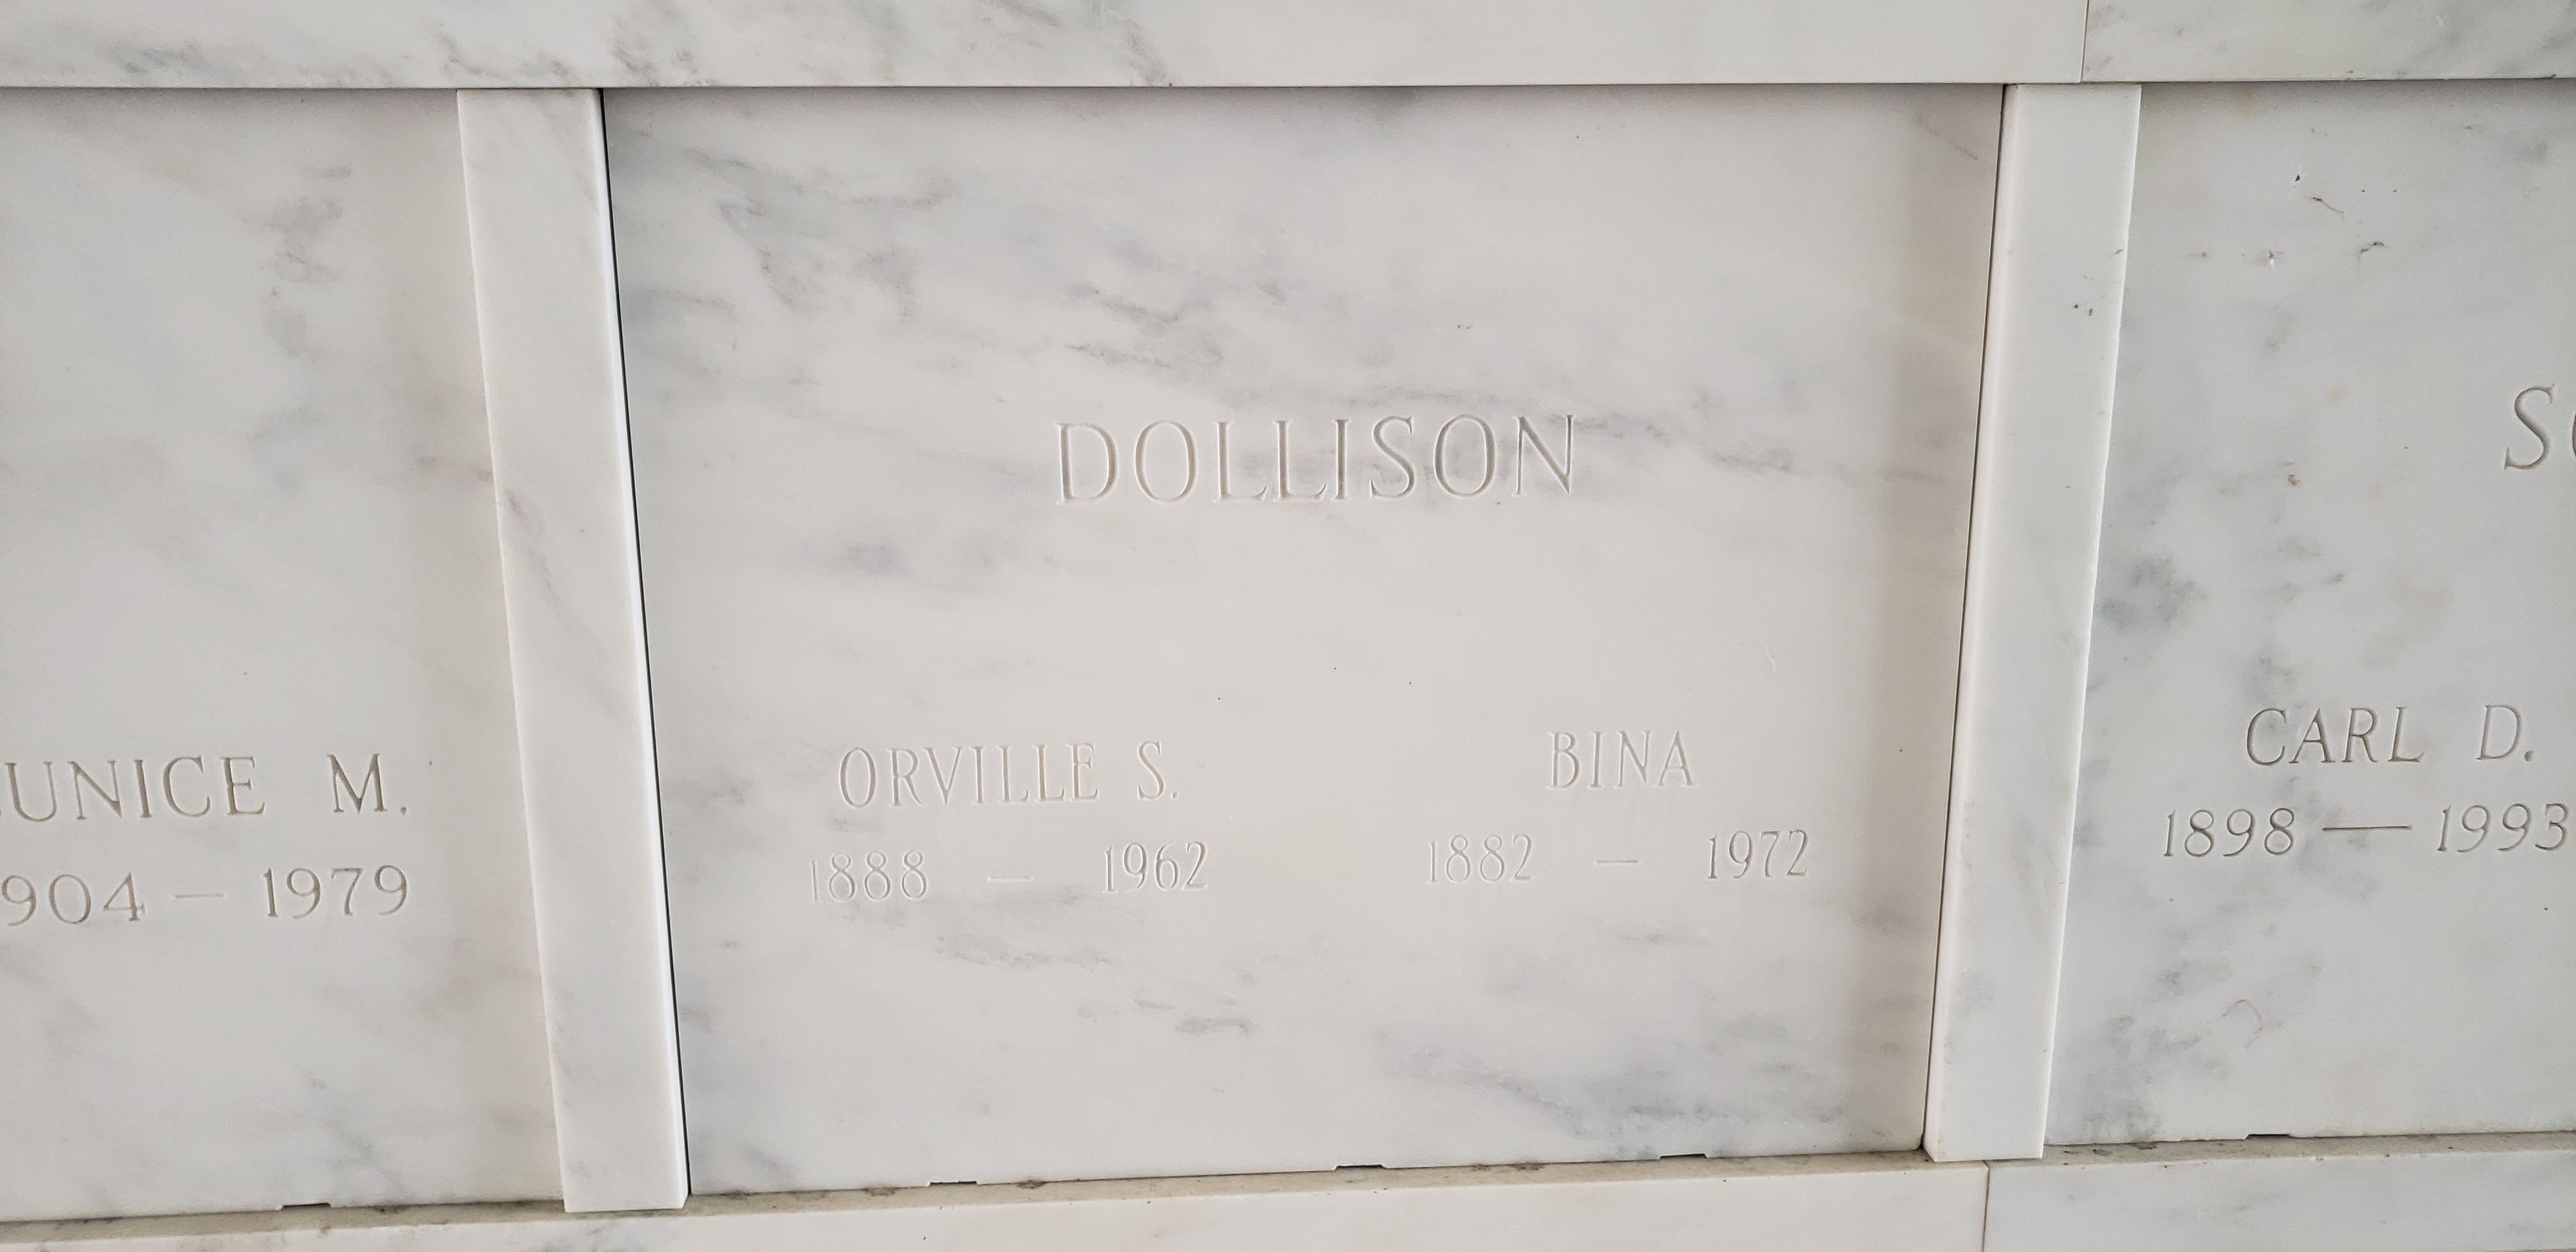 DOLLISON
ORVILLE S.
1888 — 1962
BINA
1882 — 1972
UNICE M.
904 — 1979
CARL D.
1898 — 1993